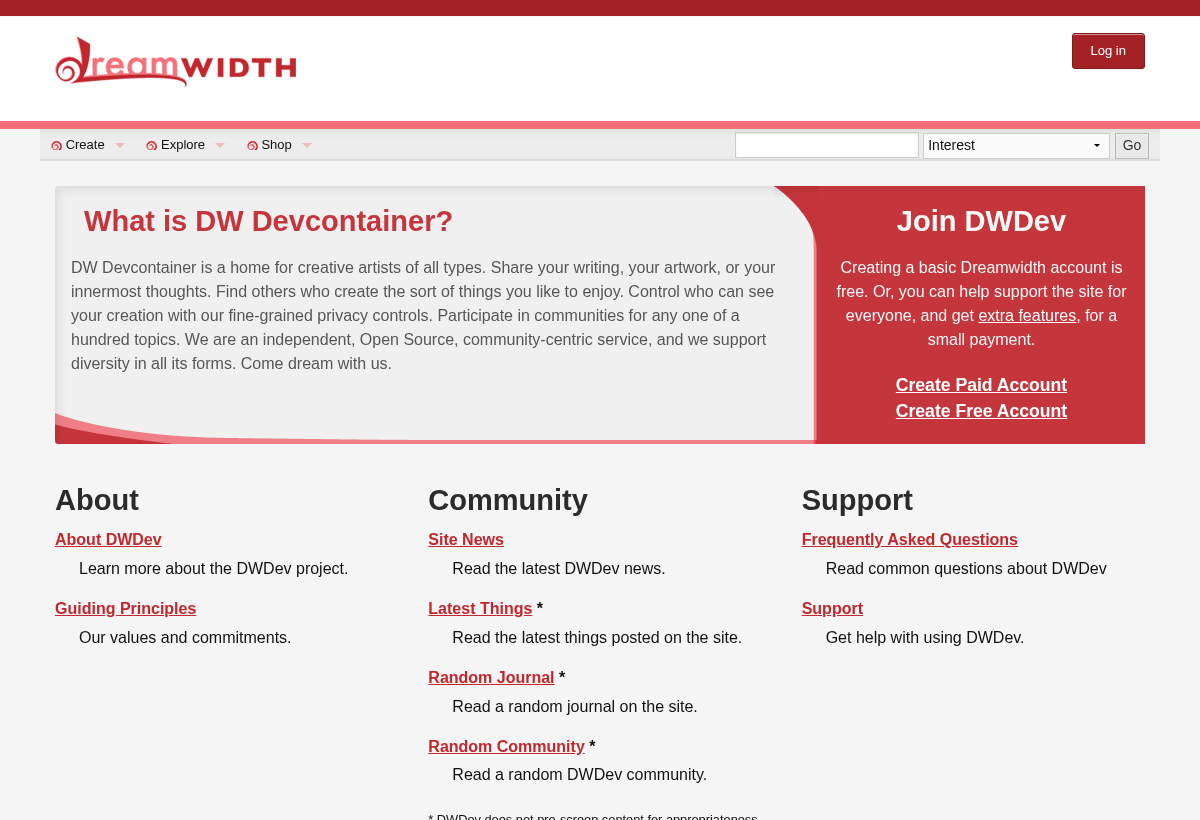 dreamWIDTH
Log in
Create Explore Shop Interest Go
What is DW Devcontainer?
DW Devcontainer is a home for creative artists of all types. Share your writing, your artwork, or your
innermost thoughts. Find others who create the sort of things you like to enjoy. Control who can see
your creation with our fine-grained privacy controls. Participate in communities for any one of a
hundred topics. We are an independent, Open Source, community-centric service, and we support
diversity in all its forms. Come dream with us.
Join DWDev
Creating a basic Dreamwidth account is
free. Or, you can help support the site for
everyone, and get extra features, for a
small payment.
Create Paid Account
Create Free Account
About
About DWDev
Learn more about the DWDev project.
Guiding Principles
Our values and commitments.
Community
Site News
Read the latest DWDev news.
Latest Things *
Read the latest things posted on the site.
Random Journal *
Read a random journal on the site.
Random Community *
Read a random DWDev community.
* DWDev does not pre-screen content for appropriateness
Support
Frequently Asked Questions
Read common questions about DWDev
Support
Get help with using DWDev.